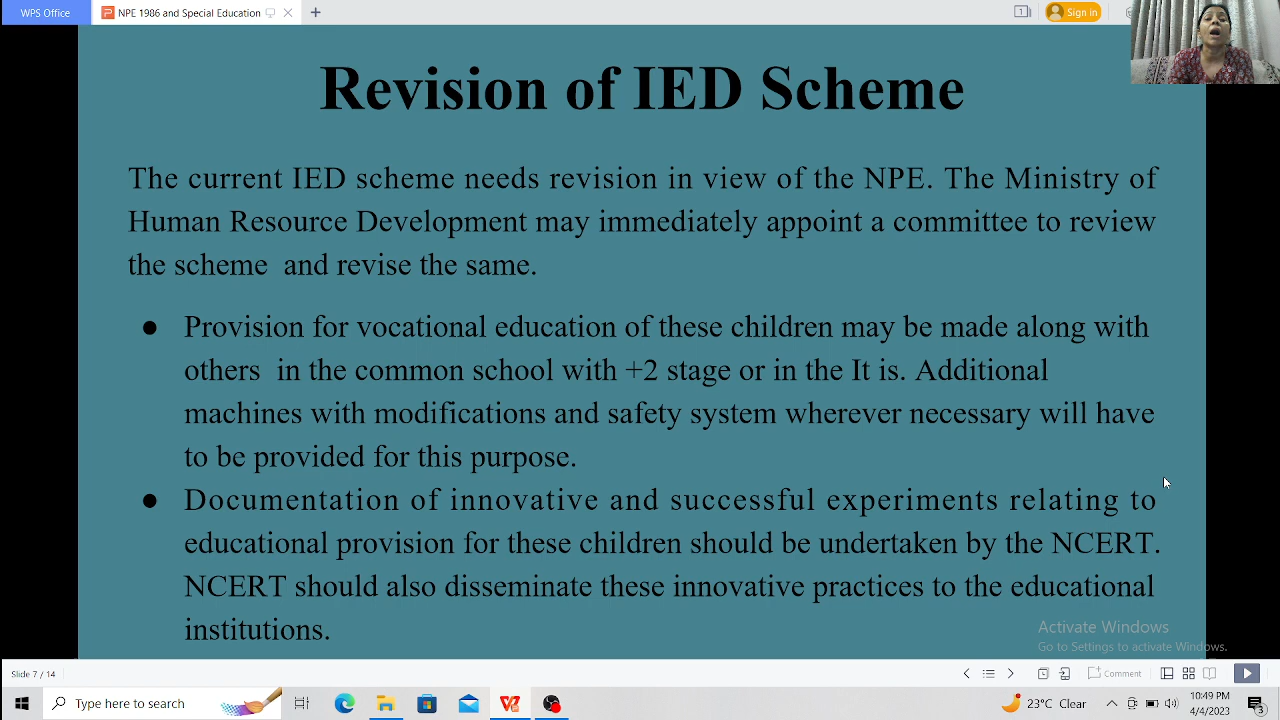 WPS Office
NPE 1986 and Special Education
+
1
Sign in
Revision of IED Scheme
The current IED scheme needs revision in view of the NPE. The Ministry of
Human Resource Development may immediately appoint a committee to review
the scheme and revise the same.
● Provision for vocational education of these children may be made along with
others in the common school with +2 stage or in the It is. Additional
machines with modifications and safety system wherever necessary will have
to be provided for this purpose.
● Documentation of innovative and successful experiments relating to
educational provision for these children should be undertaken by the NCERT.
NCERT should also disseminate these innovative practices to the educational
institutions.
Activate Windows
Go to Settings to activate Windows.
Slide 7 / 14
Comment
Type here to search
23°C Clear
10:49 PM
4/4/2023
3